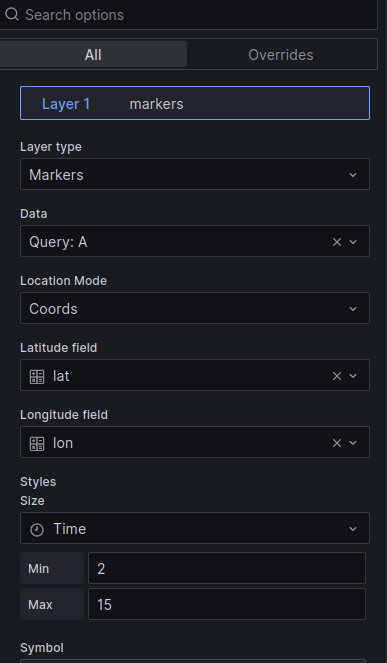 Search options
All Overrides
Layer 1 markers
Layer type
Markers
Data
Query: A
Location Mode
Coords
Latitude field
lat
Longitude field
lon
Styles
Size
Time
Min 2
Max 15
Symbol